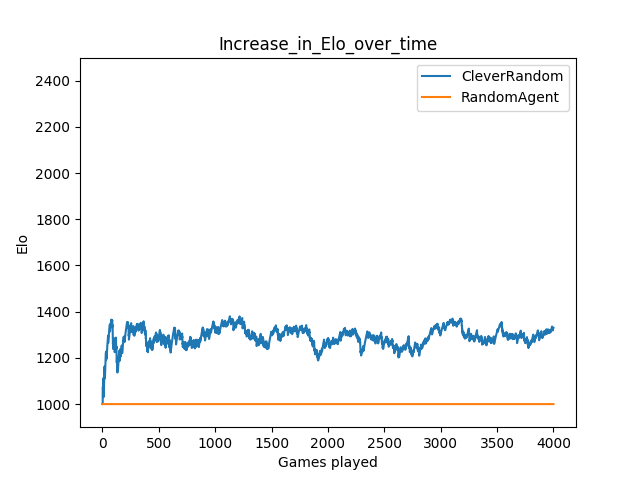 Increase_in_Elo_over_time
CleverRandom
RandomAgent
2400
2200
2000
1800
1600
1400
1200
1000
Elo
0 500 1000 1500 2000 2500 3000 3500 4000
Games played